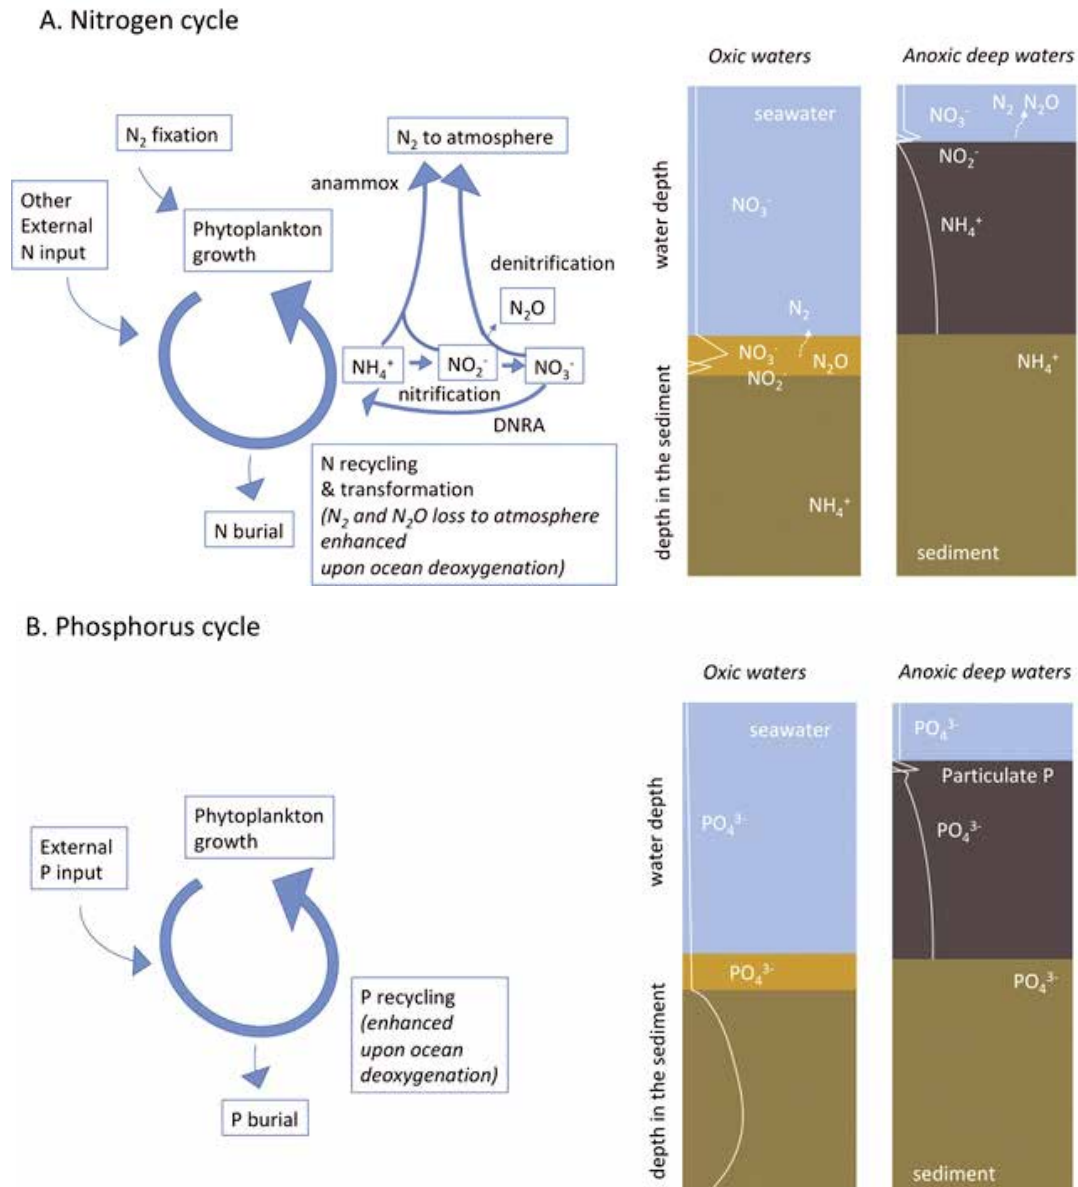 A. Nitrogen cycle
N₂ fixation
Other
External
N input
Phytoplankton
growth
N₂ to atmosphere
anammox
denitrification
N₂O
NH₄⁺
NO₂⁻
NO₃⁻
nitrification
DNRA
N recycling
& transformation
(N₂ and N₂O loss to atmosphere
enhanced
upon ocean deoxygenation)
N burial
Oxic waters
Anoxic deep waters
water depth
depth in the sediment
seawater
NO₃⁻
N₂
NO₃⁻
N₂O
NO₂⁻
NH₄⁺
N₂ N₂O
NO₃⁻
NO₂⁻
NH₄⁺
NH₄⁺
sediment
B. Phosphorus cycle
External
P input
Phytoplankton
growth
P recycling
(enhanced
upon ocean
deoxygenation)
P burial
Oxic waters
Anoxic deep waters
water depth
depth in the sediment
seawater
PO₄³⁻
PO₄³⁻
PO₄³⁻
Particulate P
PO₄³⁻
PO₄³⁻
sediment